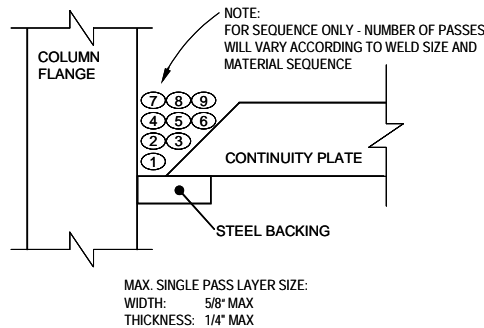 NOTE:
FOR SEQUENCE ONLY - NUMBER OF PASSES
WILL VARY ACCORDING TO WELD SIZE AND
MATERIAL SEQUENCE
COLUMN
FLANGE
7 8 9
4 5 6
2 3
1
CONTINUITY PLATE
STEEL BACKING
MAX. SINGLE PASS LAYER SIZE:
WIDTH: 5/8" MAX
THICKNESS: 1/4" MAX